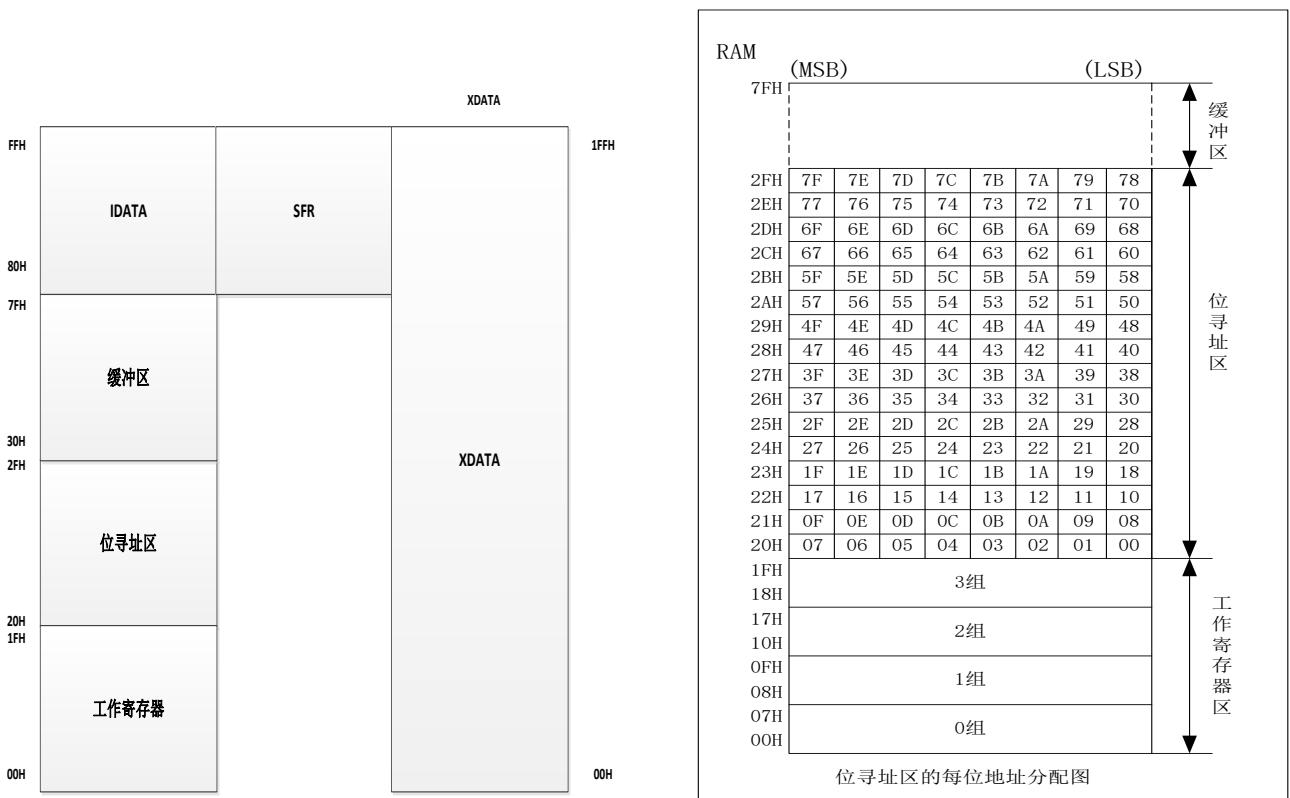 XDATA
FFH
1FFH
IDATA
SFR
80H
7FH
缓冲区
30H
2FH
XDATA
位寻址区
20H
1FH
工作寄存器
00H
00H
RAM
(MSB)
(LSB)
7FH
缓冲区
2FH 7F 7E 7D 7C 7B 7A 79 78
2EH 77 76 75 74 73 72 71 70
2DH 6F 6E 6D 6C 6B 6A 69 68
2CH 67 66 65 64 63 62 61 60
2BH 5F 5E 5D 5C 5B 5A 59 58
2AH 57 56 55 54 53 52 51 50
29H 4F 4E 4D 4C 4B 4A 49 48
28H 47 46 45 44 43 42 41 40
27H 3F 3E 3D 3C 3B 3A 39 38
26H 37 36 35 34 33 32 31 30
25H 2F 2E 2D 2C 2B 2A 29 28
24H 27 26 25 24 23 22 21 20
23H 1F 1E 1D 1C 1B 1A 19 18
22H 17 16 15 14 13 12 11 10
21H 0F 0E 0D 0C 0B 0A 09 08
20H 07 06 05 04 03 02 01 00
位寻址区
1FH
3组
18H
17H
2组
10H
0FH
1组
08H
07H
0组
00H
工作寄存器区
位寻址区的每位地址分配图